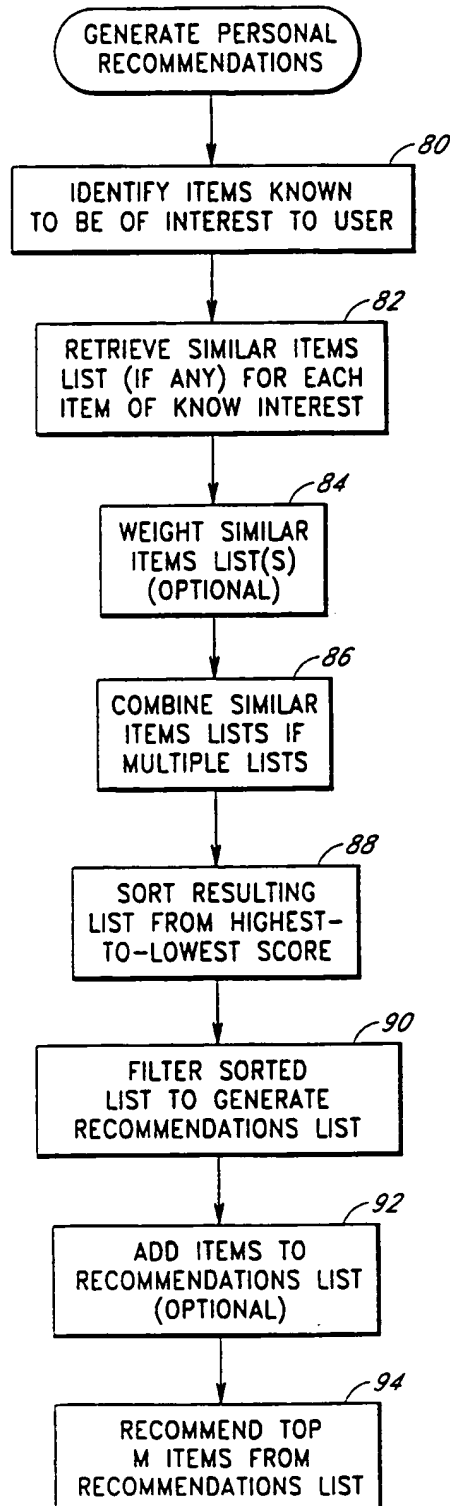 GENERATE PERSONAL
RECOMMENDATIONS
80
IDENTIFY ITEMS KNOWN
TO BE OF INTEREST TO USER
82
RETRIEVE SIMILAR ITEMS
LIST (IF ANY) FOR EACH
ITEM OF KNOW INTEREST
84
WEIGHT SIMILAR
ITEMS LIST(S)
(OPTIONAL)
86
COMBINE SIMILAR
ITEMS LISTS IF
MULTIPLE LISTS
88
SORT RESULTING
LIST FROM HIGHEST-
TO-LOWEST SCORE
90
FILTER SORTED
LIST TO GENERATE
RECOMMENDATIONS LIST
92
ADD ITEMS TO
RECOMMENDATIONS LIST
(OPTIONAL)
94
RECOMMEND TOP
M ITEMS FROM
RECOMMENDATIONS LIST